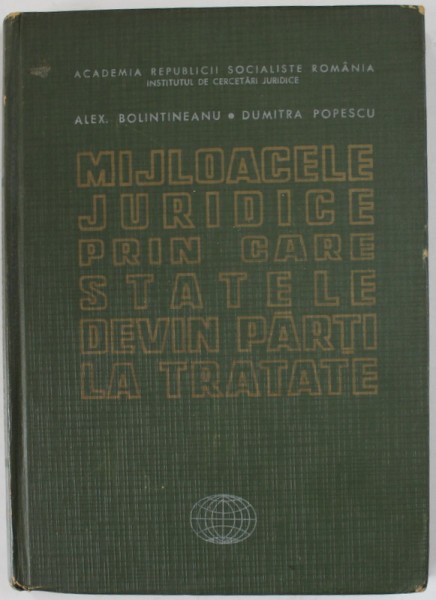 ACADEMIA REPUBLICII SOCIALISTE ROMÂNIA
INSTITUTUL DE CERCETĂRI JURIDICE
ALEX. BOLINTINEANU • DUMITRA POPESCU
MIJLOACELE
JURIDICE
PRIN CARE
STATELE
DEVIN PĂRȚI
LA TRATATE